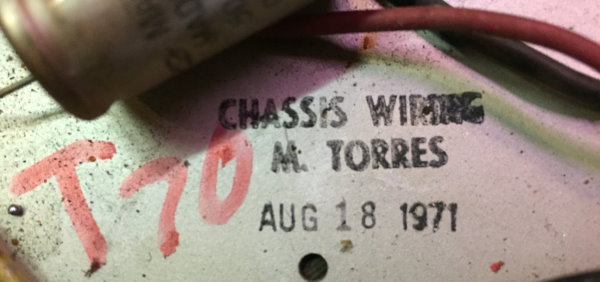 CHASSIS WIRING
M. TORRES
AUG 18 1971
T70